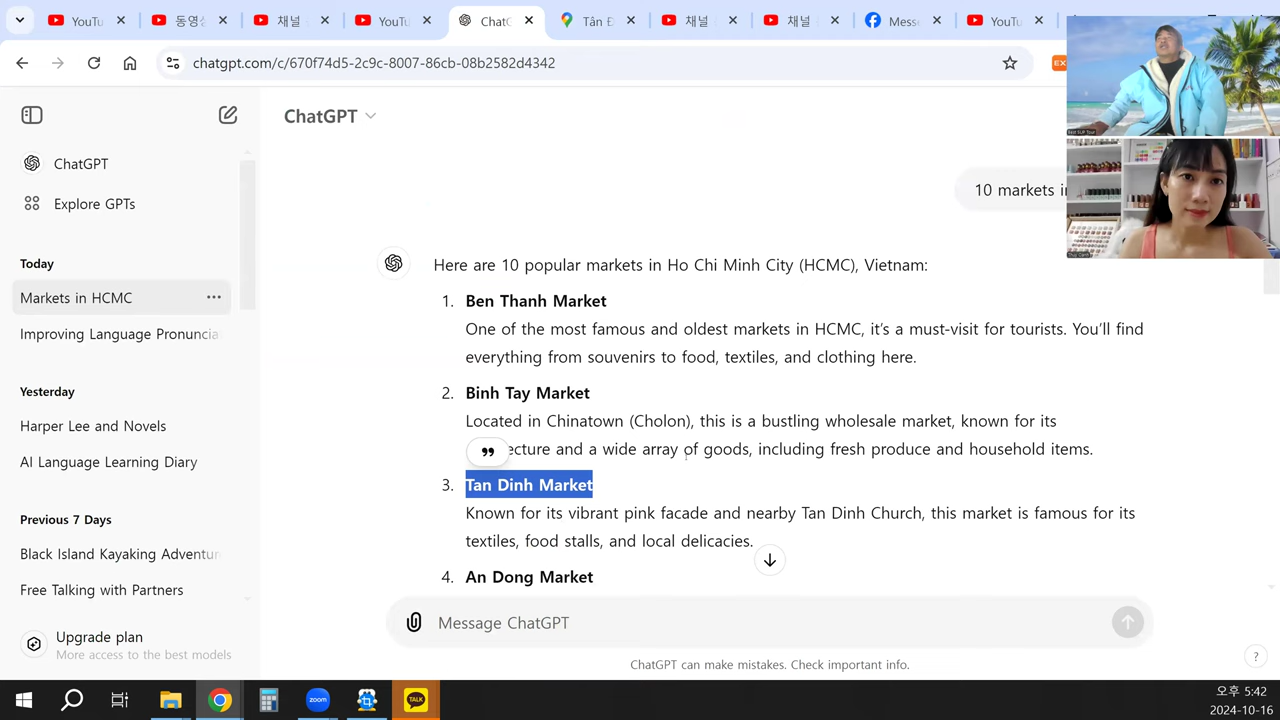 YouTu
동영상
채널
YouTu
ChatG
Tân Đ
채널
채널
Messe
YouTu
chatgpt.com/c/670f74d5-2c9c-8007-86cb-08b2582d4342
ChatGPT
ChatGPT
Explore GPTs
Today
Markets in HCMC
Improving Language Pronuncia
Yesterday
Harper Lee and Novels
AI Language Learning Diary
Previous 7 Days
Black Island Kayaking Adventur
Free Talking with Partners
Upgrade plan
More access to the best models
10 markets i
Here are 10 popular markets in Ho Chi Minh City (HCMC), Vietnam:
1. Ben Thanh Market
One of the most famous and oldest markets in HCMC, it's a must-visit for tourists. You'll find
everything from souvenirs to food, textiles, and clothing here.
2. Binh Tay Market
Located in Chinatown (Cholon), this is a bustling wholesale market, known for its
ecture and a wide array of goods, including fresh produce and household items.
3. Tan Dinh Market
Known for its vibrant pink facade and nearby Tan Dinh Church, this market is famous for its
textiles, food stalls, and local delicacies.
4. An Dong Market
Message ChatGPT
ChatGPT can make mistakes. Check important info.
?
zoom
TALK
오후 5:42
2024-10-16